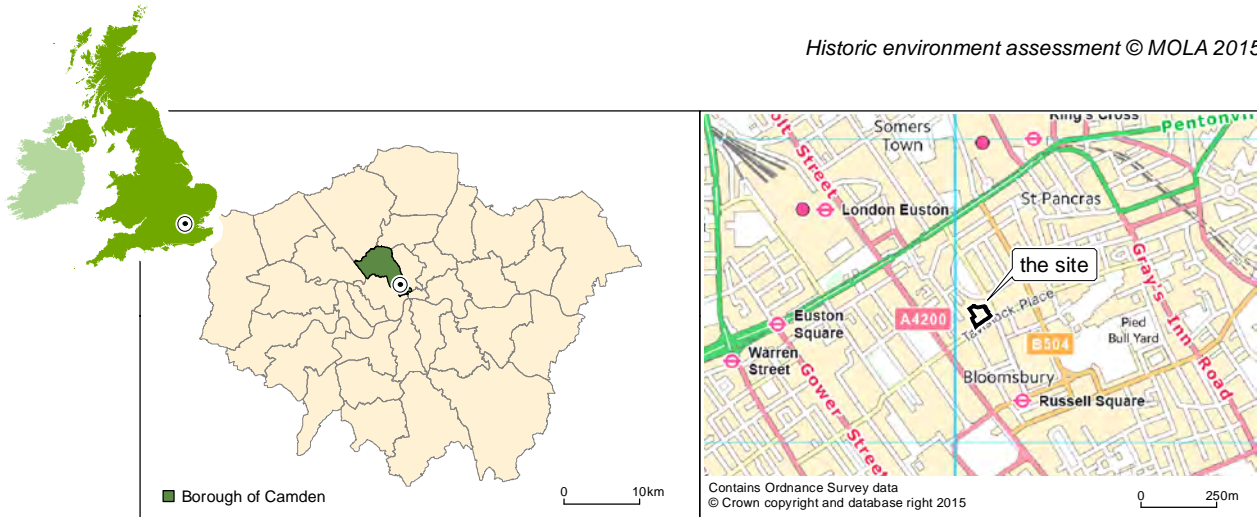 Historic environment assessment © MOLA 2015
Borough of Camden
0 10km
Somers
Town
King's Cross
Pentonvil
olt Street
London Euston
St Pancras
the site
Gray's Inn Road
Tavistock Place
A4200
Euston
Square
Pied
Bull Yard
B504
Warren
Street
Gower Street
Bloomsbury
Russell Square
Contains Ordnance Survey data
© Crown copyright and database right 2015
0 250m